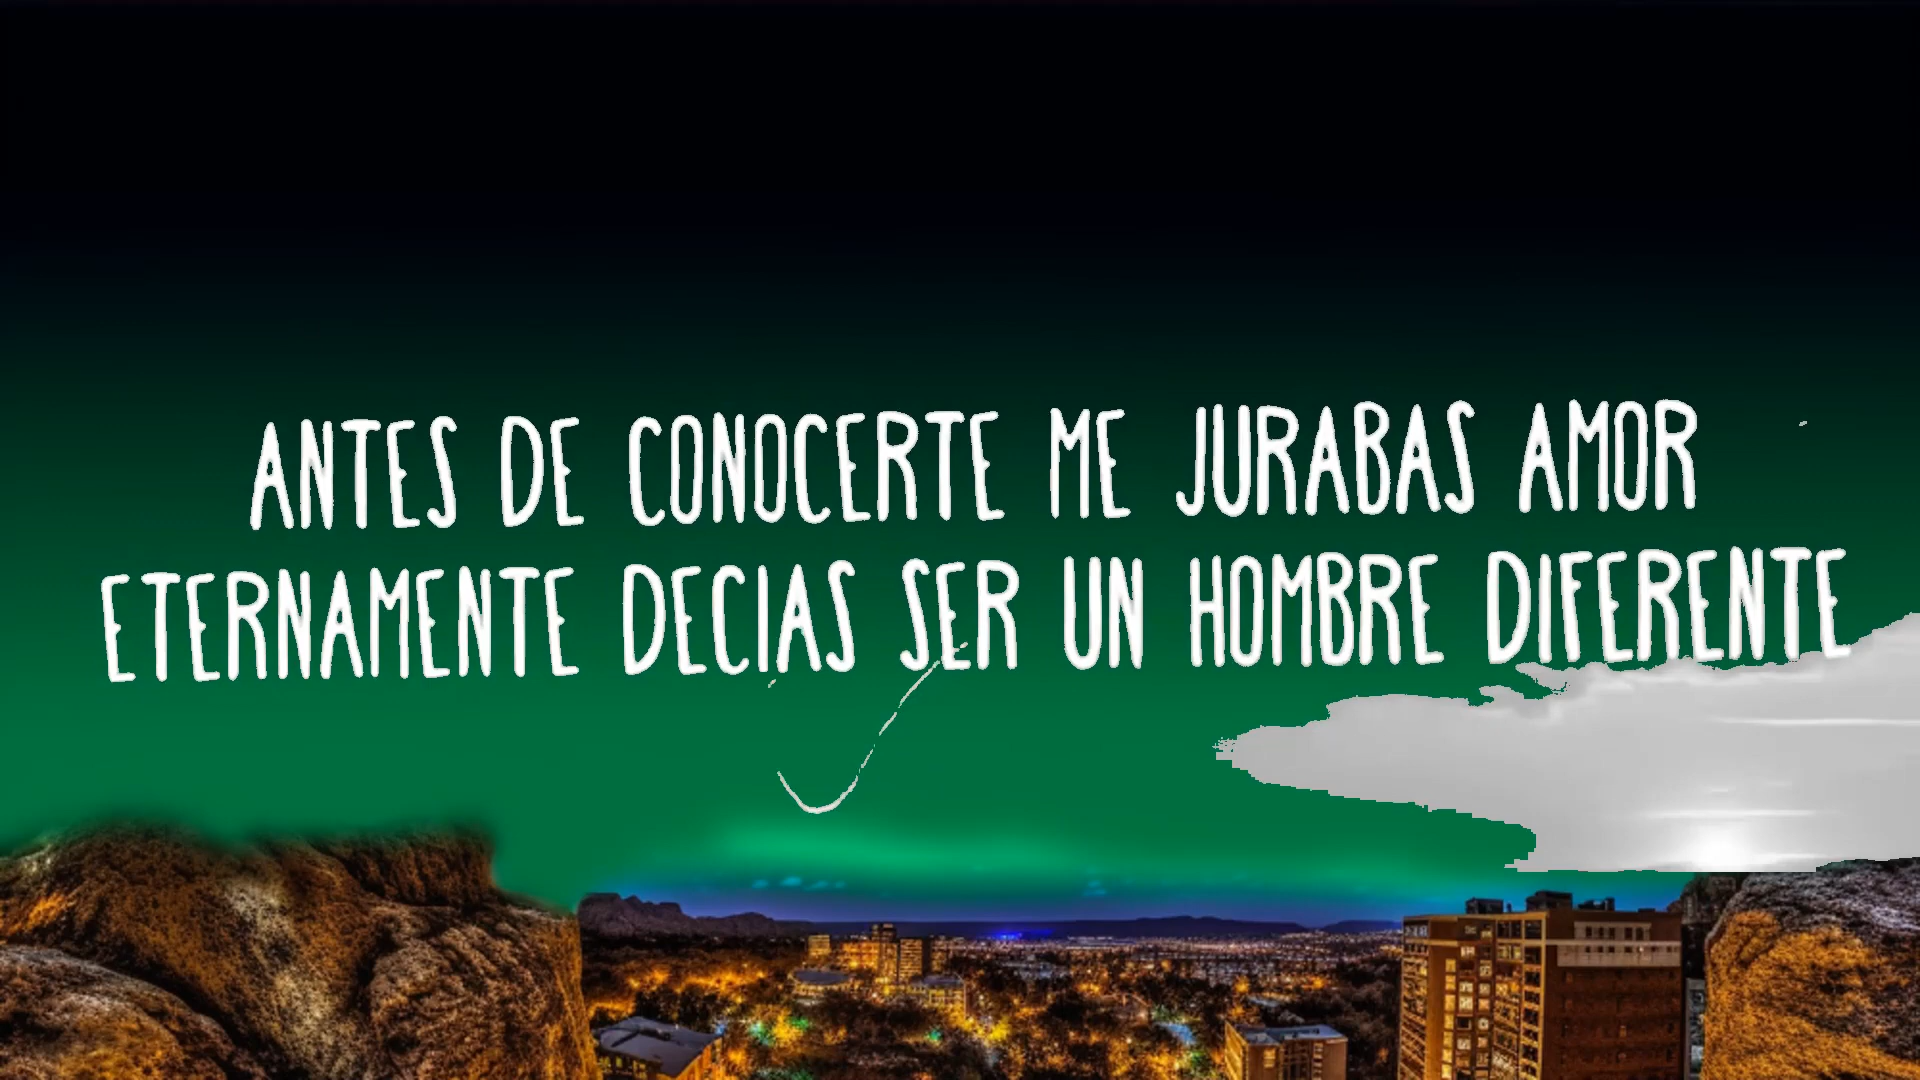 ANTES DE CONOCERTE ME JURABAS AMOR
ETERNAMENTE DECIAS SER UN HOMBRE DIFERENTE